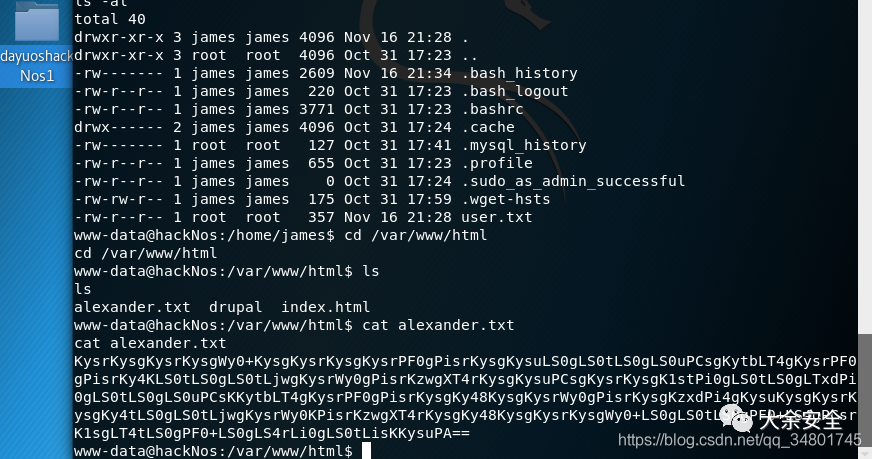 ls -al
total 40
drwxr-xr-x 3 james james 4096 Nov 16 21:28 .
drwxr-xr-x 3 root  root  4096 Oct 31 17:23 ..
-rw------- 1 james james 2609 Nov 16 21:34 .bash_history
-rw-r--r-- 1 james james  220 Oct 31 17:23 .bash_logout
-rw-r--r-- 1 james james 3771 Oct 31 17:23 .bashrc
drwx------ 2 james james 4096 Oct 31 17:24 .cache
-rw------- 1 root  root   127 Oct 31 17:41 .mysql_history
-rw-r--r-- 1 james james  655 Oct 31 17:23 .profile
-rw-r--r-- 1 james james    0 Oct 31 17:24 .sudo_as_admin_successful
-rw-rw-r-- 1 james james  175 Oct 31 17:59 .wget-hsts
-rw-r--r-- 1 root  root   357 Nov 16 21:28 user.txt
www-data@hackNos:/home/james$ cd /var/www/html
cd /var/www/html
www-data@hackNos:/var/www/html$ ls
ls
alexander.txt  drupal  index.html
www-data@hackNos:/var/www/html$ cat alexander.txt
cat alexander.txt
KysrKysgKysrKysgWy0+KysgKysrKysgKysrPF0gPisrKysgKysuLS0gLS0tLS0gLS0uPCsgKytbLT4gKysrPF0
gPisrKy4KLS0tLS0gLS0tLjwgKysrWy0gPisrKzwgXT4rKysgKysuPCsgKysrKysgK1stPi0gLS0tLS0gLTxdPi
0gLS0tLS0gLS0uPCsKKytbLT4gKysrPF0gPisrKysgKy48KysgKysrWy0gPisrKysgKzxdPi4gKysuKysgKysrK
ysgKy4tLS0gLS0tLjwgKysrWy0KPisrKzwgXT4rKysgKy48KysgKysrKysgWy0+LS0gLS0tLS0gPF0+LS0uPCsr
K1sgLT4tLS0gPF0+LS0gLS4rLi0gLS0tLisKKysuPA==
www-data@hackNos:/var/www/html$
dayuoshack
Nos1
大余安全
https://blog.csdn.net/qq_34801745